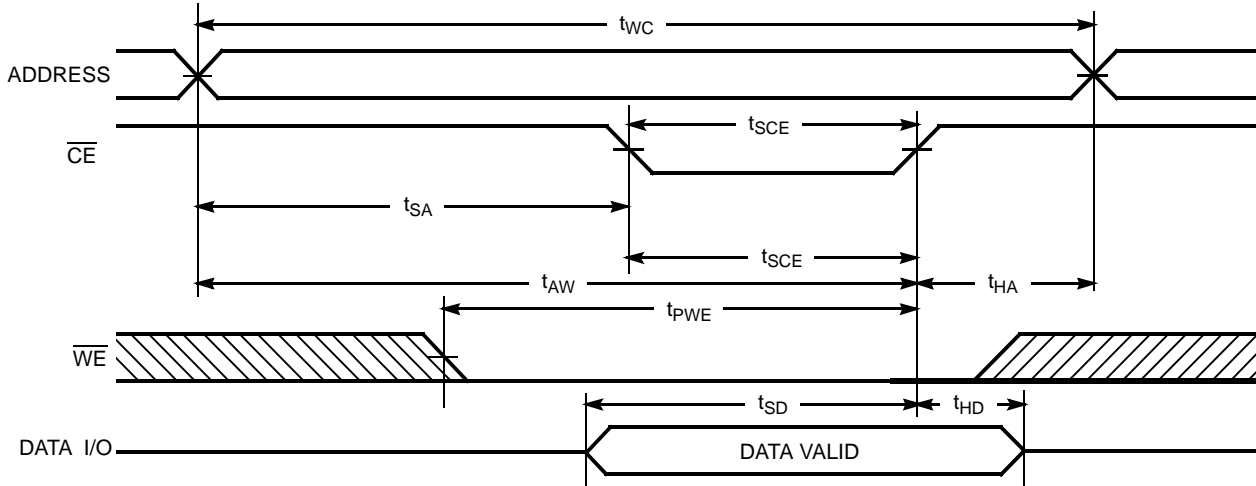 tWC
ADDRESS
tSCE
CE
tSA
tSCE
tAW
tHA
tPWE
WE
tSD
tHD
DATA I/O
DATA VALID